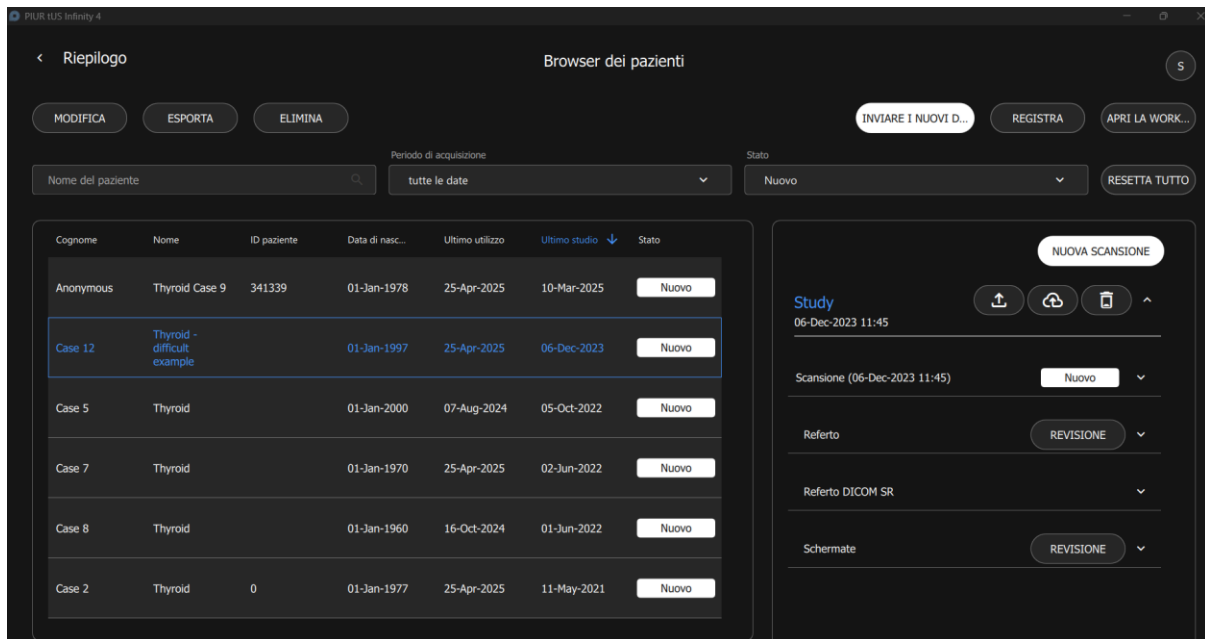 PIUR tUS Infinity 4
Riepilogo
Browser dei pazienti
S
MODIFICA ESPORTA ELIMINA INVIARE I NUOVI D... REGISTRA APRI LA WORK...
Periodo di acquisizione Stato
Nome del paziente tutte le date Nuovo RESETTA TUTTO
Cognome Nome ID paziente Data di nasc... Ultimo utilizzo Ultimo studio Stato
Anonymous Thyroid Case 9 341339 01-Jan-1978 25-Apr-2025 10-Mar-2025 Nuovo
Case 12 Thyroid - difficult example 01-Jan-1997 25-Apr-2025 06-Dec-2023 Nuovo
Case 5 Thyroid 01-Jan-2000 07-Aug-2024 05-Oct-2022 Nuovo
Case 7 Thyroid 01-Jan-1970 25-Apr-2025 02-Jun-2022 Nuovo
Case 8 Thyroid 01-Jan-1960 16-Oct-2024 01-Jun-2022 Nuovo
Case 2 Thyroid 0 01-Jan-1977 25-Apr-2025 11-May-2021 Nuovo
NUOVA SCANSIONE
Study
06-Dec-2023 11:45
Scansione (06-Dec-2023 11:45) Nuovo
Referto REVISIONE
Referto DICOM SR
Schermate REVISIONE